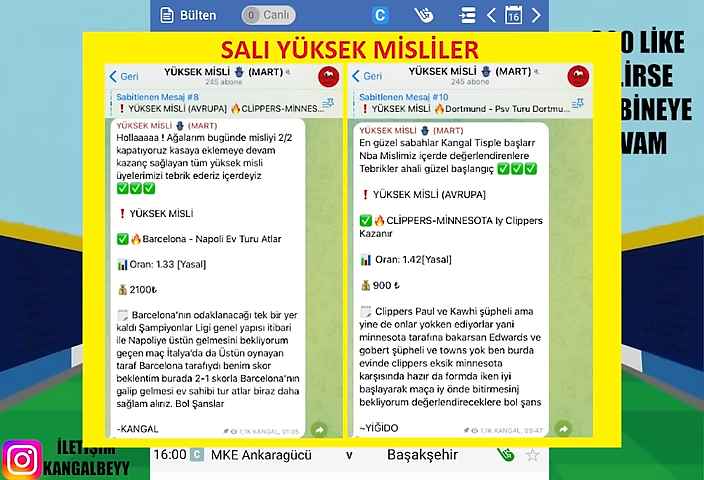 Bülten
0 Canlı
C
16
LİKE
SALI YÜKSEK MİSLİLER
Geri
YÜKSEK MİSLİ (MART)
245 abone
Sabitlenen Mesaj #8
❗ YÜKSEK MİSLİ (AVRUPA) 🔥CLİPPERS-MİNNES...
YÜKSEK MİSLİ (MART)
Hollaaaaa ! Ağalarım bugünde misliyi 2/2
kapatıyoruz kasaya eklemeye devam
kazanç sağlayan tüm yüksek misli
üyelerimizi tebrik ederiz içerdeyiz
✅✅✅
❗ YÜKSEK MİSLİ
✅🔥Barcelona - Napoli Ev Turu Atlar
📊 Oran: 1.33 [Yasal]
💰2100₺
🗒 Barcelona’nın odaklanacağı tek bir yer
kaldı Şampiyonlar Ligi genel yapısı itibari
ile Napoliye üstün gelmesini bekliyorum
geçen maç İtalya’da da Üstün oynayan
taraf Barcelona tarafıydı benim skor
beklentim burada 2-1 skorla Barcelona’nın
galip gelmesi ev sahibi tur atlar biraz daha
sağlam alırız. Bol Şanslar
~KANGAL
1,1K KANGAL, 01:05
Geri
YÜKSEK MİSLİ (MART)
245 abone
Sabitlenen Mesaj #10
❗ YÜKSEK MİSLİ 🔥Dortmund - Psv Turu Dortmu...
YÜKSEK MİSLİ (MART)
En güzel sabahlar Kangal Tisple başlarr
Nba Mislimiz içerde değerlendirenlere
Tebrikler ahali güzel başlangıç ✅✅✅
❗ YÜKSEK MİSLİ (AVRUPA]
✅🔥CLİPPERS-MİNNESOTA Iy Clippers
Kazanır
📊 Oran: 1.42[Yasal]
💰900 ₺
🗒 Clippers Paul ve Kawhi şüpheli ama
yine de onlar yokken ediyorlar yani
minnesota tarafına bakarsan Edwards ve
gobert şüpheli ve towns yok ben burda
evinde clippers eksik minnesota
karşısında hazır da formda iken iyi
başlayarak maça iy önde bitirmesinj
bekliyorum değerlendireceklere bol şans
~YİĞİDO
1,1K KANGAL, 09:47
İLETİŞİM
KANGALBEYY
16:00 C MKE Ankaragücü v Başakşehir